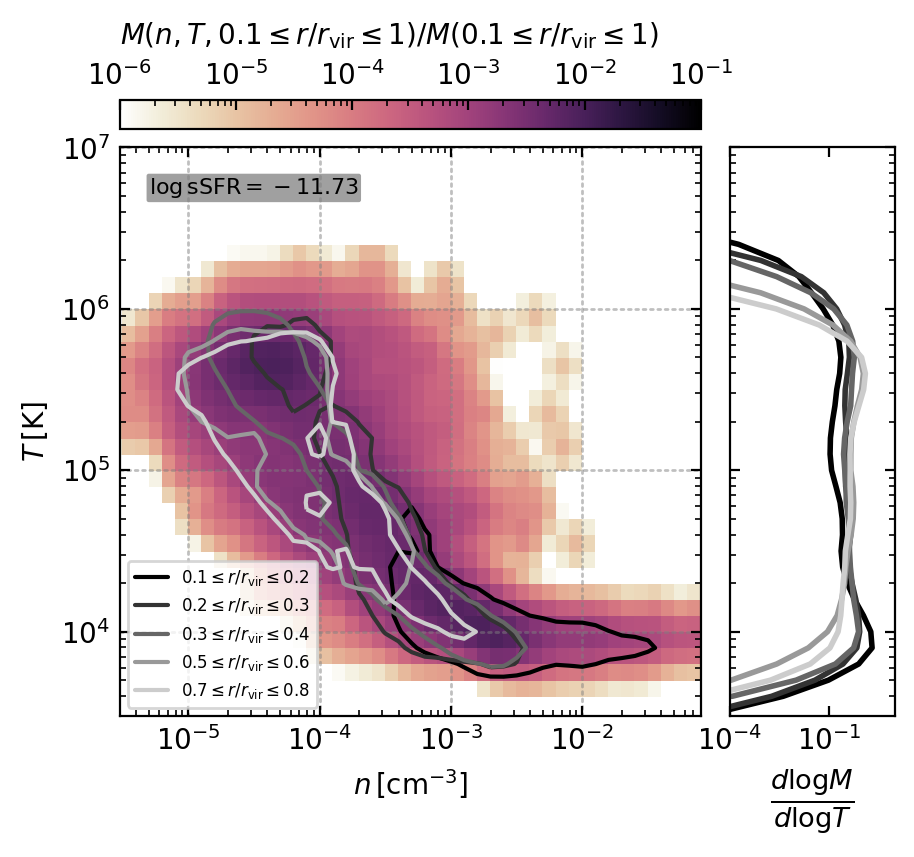 M(n, T, 0.1 ≤ r/r_vir ≤ 1)/M(0.1 ≤ r/r_vir ≤ 1)
10^−6 10^−5 10^−4 10^−3 10^−2 10^−1
10^7
log sSFR = − 11.73
10^6
T [K]
10^5
10^4
0.1 ≤ r/r_vir ≤ 0.2
0.2 ≤ r/r_vir ≤ 0.3
0.3 ≤ r/r_vir ≤ 0.4
0.5 ≤ r/r_vir ≤ 0.6
0.7 ≤ r/r_vir ≤ 0.8
10^−5 10^−4 10^−3 10^−2 10^−4 10^−1
n [cm^−3]
dlogM
dlogT